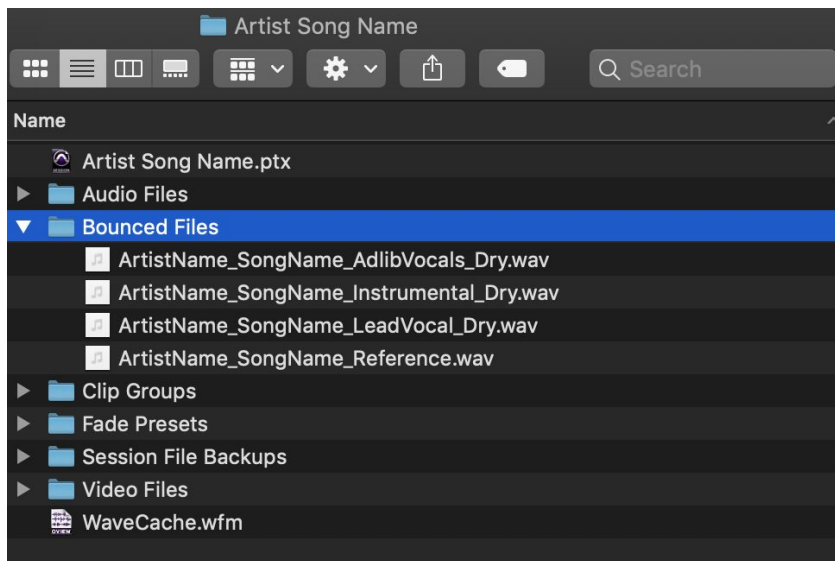 Artist Song Name
Search
Name
Artist Song Name.ptx
Audio Files
Bounced Files
ArtistName_SongName_AdlibVocals_Dry.wav
ArtistName_SongName_Instrumental_Dry.wav
ArtistName_SongName_LeadVocal_Dry.wav
ArtistName_SongName_Reference.wav
Clip Groups
Fade Presets
Session File Backups
Video Files
WaveCache.wfm